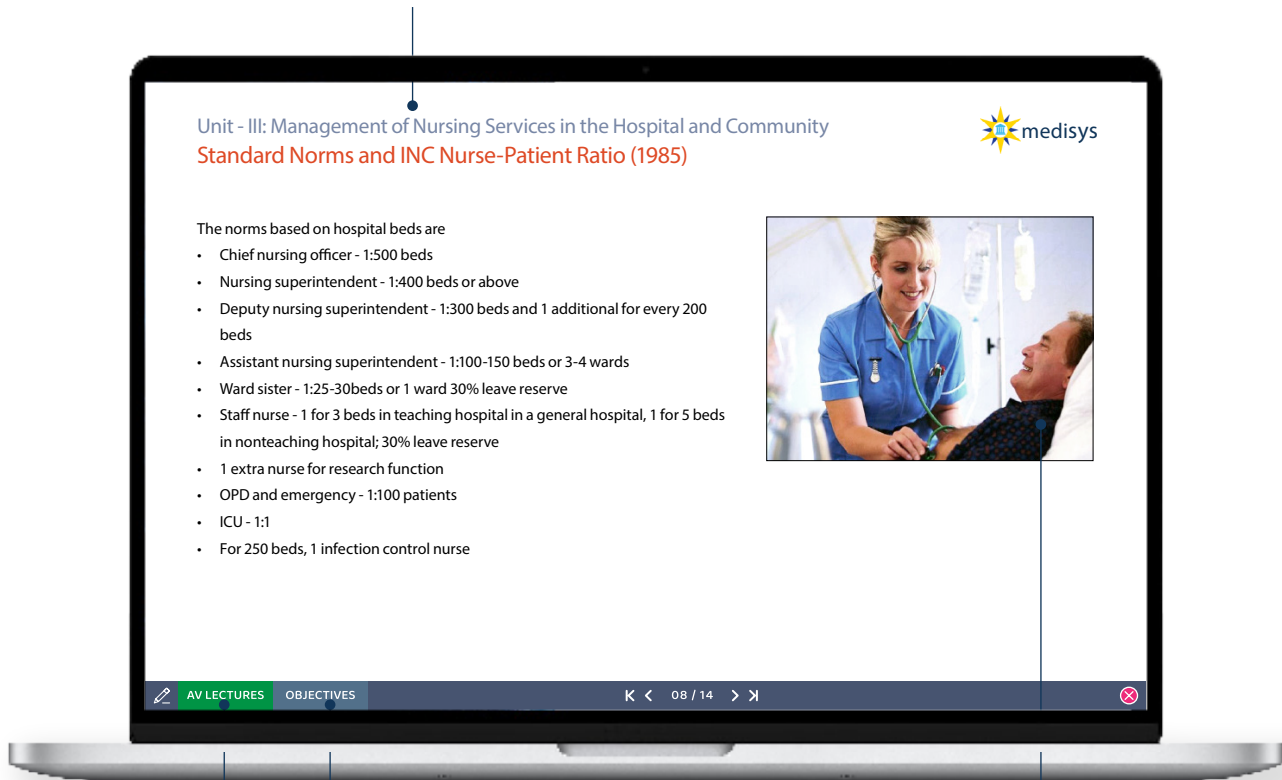 Unit - III: Management of Nursing Services in the Hospital and Community
Standard Norms and INC Nurse-Patient Ratio (1985)
medisys
The norms based on hospital beds are
• Chief nursing officer - 1:500 beds
• Nursing superintendent - 1:400 beds or above
• Deputy nursing superintendent - 1:300 beds and 1 additional for every 200
beds
• Assistant nursing superintendent - 1:100-150 beds or 3-4 wards
• Ward sister - 1:25-30beds or 1 ward 30% leave reserve
• Staff nurse - 1 for 3 beds in teaching hospital in a general hospital, 1 for 5 beds
in nonteaching hospital; 30% leave reserve
• 1 extra nurse for research function
• OPD and emergency - 1:100 patients
• ICU - 1:1
• For 250 beds, 1 infection control nurse
AV LECTURES OBJECTIVES 08 / 14